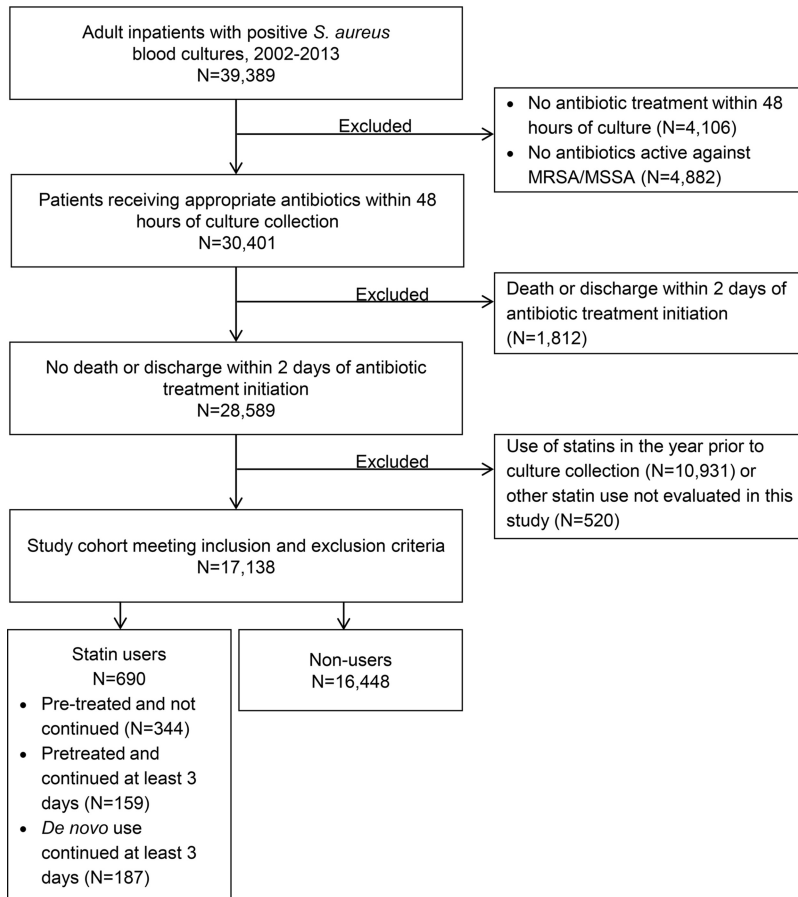 Adult inpatients with positive S. aureus
blood cultures, 2002-2013
N=39,389
Excluded
• No antibiotic treatment within 48
hours of culture (N=4,106)
• No antibiotics active against
MRSA/MSSA (N=4,882)
Patients receiving appropriate antibiotics within 48
hours of culture collection
N=30,401
Excluded
Death or discharge within 2 days of
antibiotic treatment initiation
(N=1,812)
No death or discharge within 2 days of antibiotic
treatment initiation
N=28,589
Excluded
Use of statins in the year prior to
culture collection (N=10,931) or
other statin use not evaluated in this
study (N=520)
Study cohort meeting inclusion and exclusion criteria
N=17,138
Statin users
N=690
• Pre-treated and not
continued (N=344)
• Pretreated and
continued at least 3
days (N=159)
• De novo use
continued at least 3
days (N=187)
Non-users
N=16,448